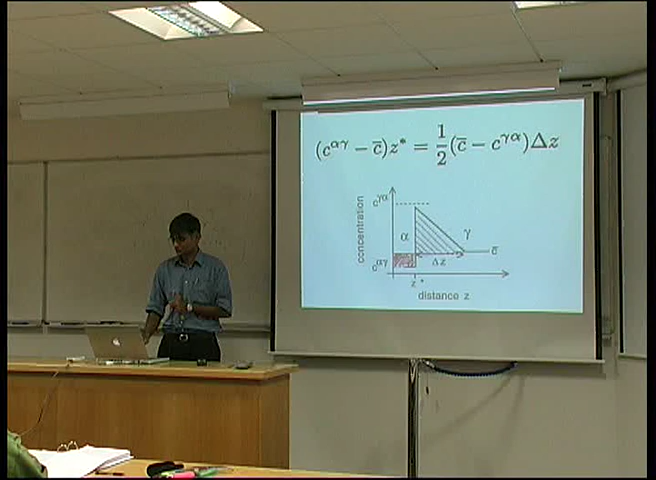 (c^{αγ} − c̄)z* = 1/2 (c̄ − c^{γα})Δz
concentration
c^{γα}
α
γ
c̄
c^{αγ}
Δz
z*
distance z